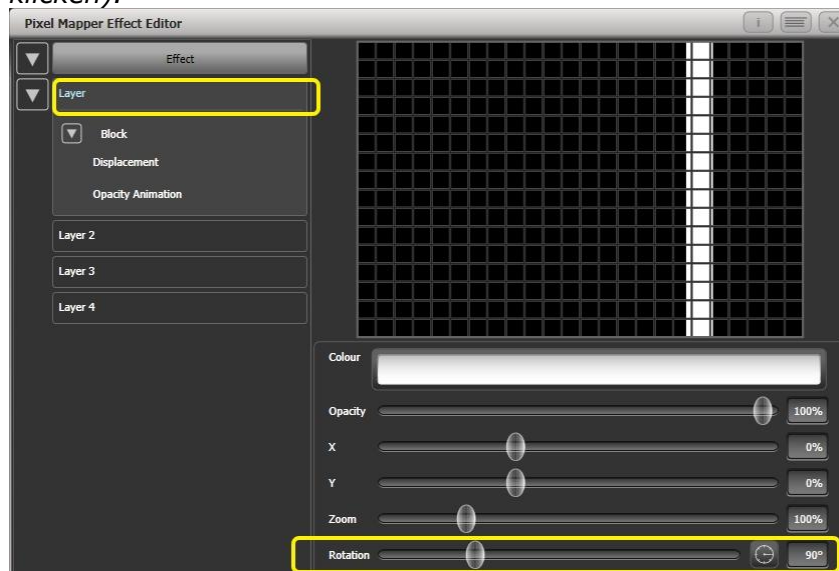 klicken).
Pixel Mapper Effect Editor
i
Effect
Layer
Block
Displacement
Opacity Animation
Layer 2
Layer 3
Layer 4
Colour
Opacity 100%
X 0%
Y 0%
Zoom 100%
Rotation 90°